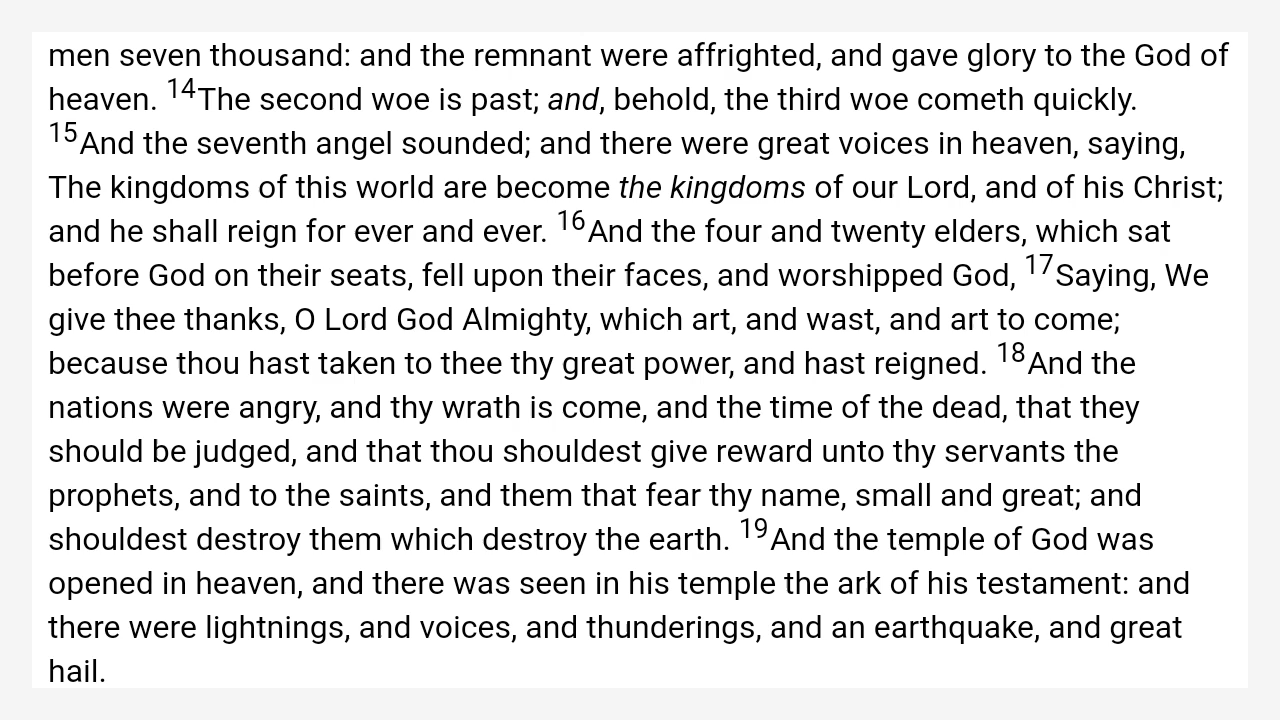 men seven thousand: and the remnant were affrighted, and gave glory to the God of
heaven. 14The second woe is past; and, behold, the third woe cometh quickly.
15And the seventh angel sounded; and there were great voices in heaven, saying,
The kingdoms of this world are become the kingdoms of our Lord, and of his Christ;
and he shall reign for ever and ever. 16And the four and twenty elders, which sat
before God on their seats, fell upon their faces, and worshipped God, 17Saying, We
give thee thanks, O Lord God Almighty, which art, and wast, and art to come;
because thou hast taken to thee thy great power, and hast reigned. 18And the
nations were angry, and thy wrath is come, and the time of the dead, that they
should be judged, and that thou shouldest give reward unto thy servants the
prophets, and to the saints, and them that fear thy name, small and great; and
shouldest destroy them which destroy the earth. 19And the temple of God was
opened in heaven, and there was seen in his temple the ark of his testament: and
there were lightnings, and voices, and thunderings, and an earthquake, and great
hail.